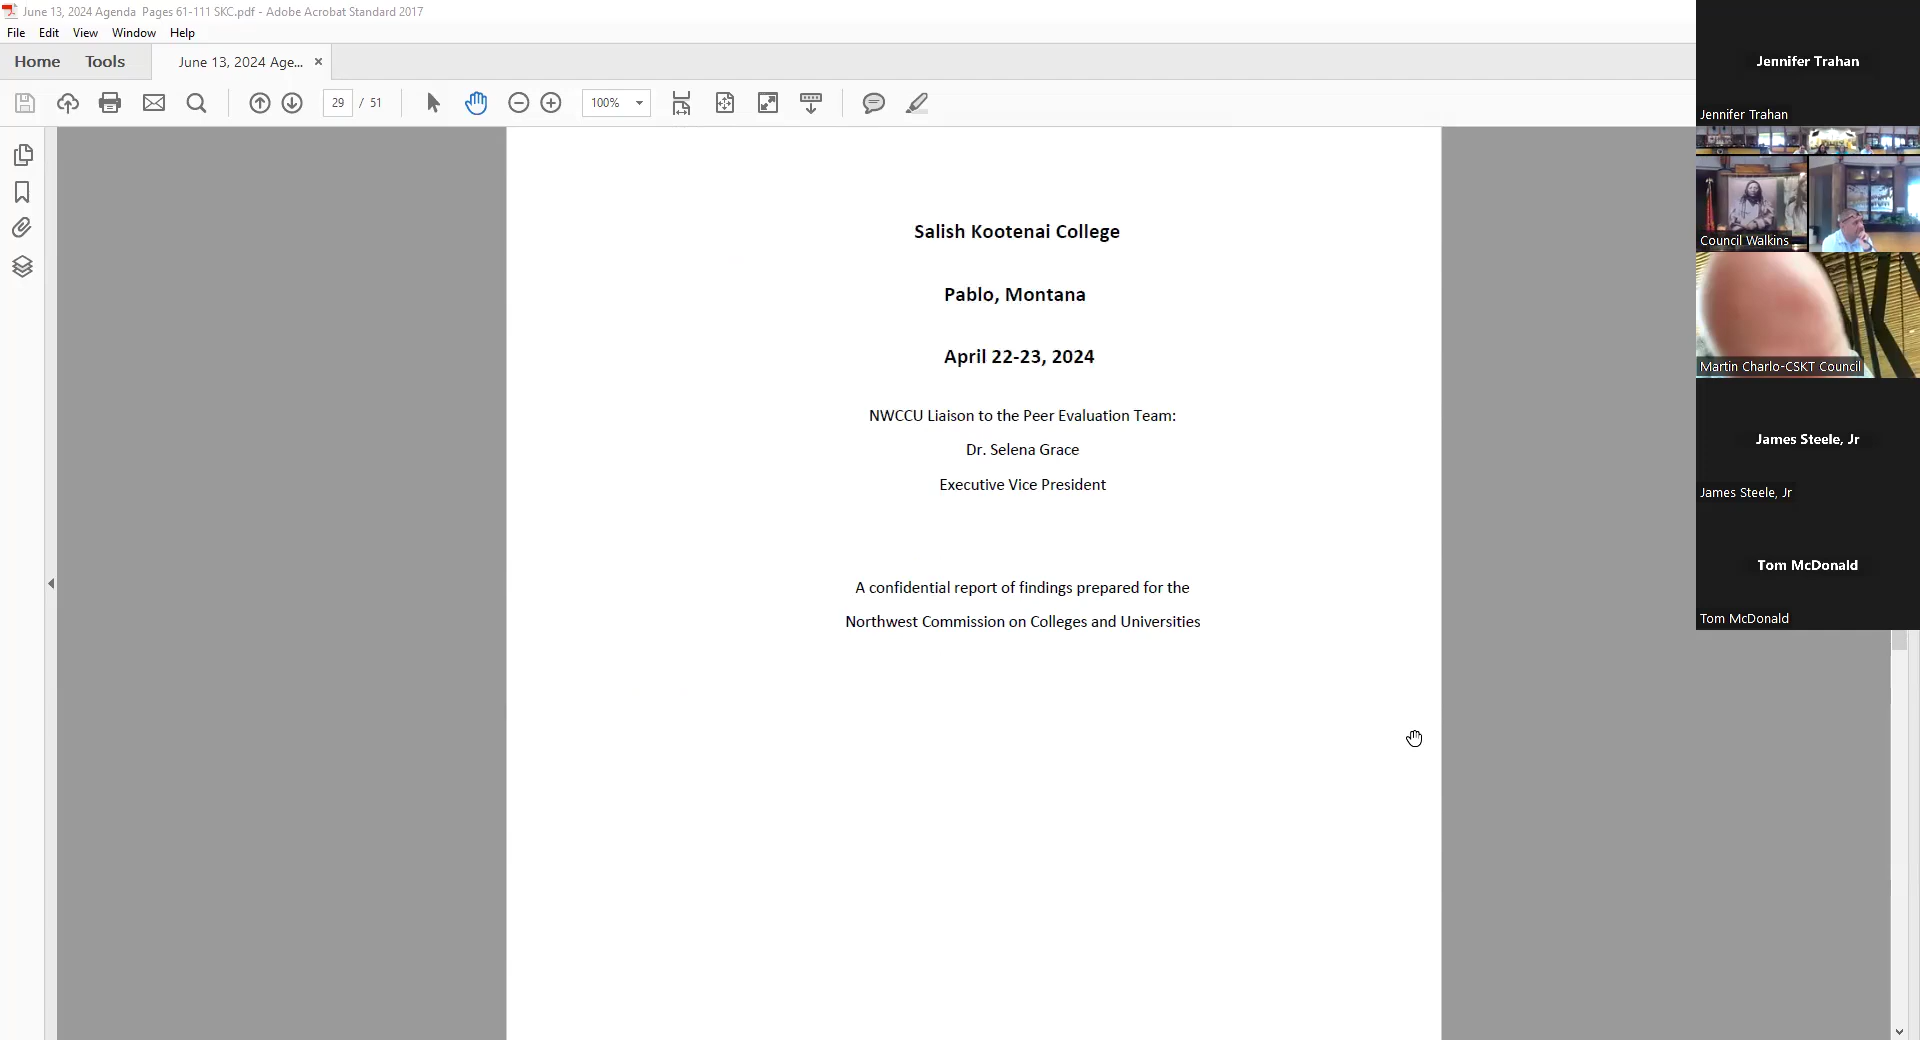 June 13, 2024 Agenda  Pages 61-111 SKC.pdf - Adobe Acrobat Standard 2017
File Edit View Window Help
Home Tools June 13, 2024 Age... ×
29 / 51 100%
Salish Kootenai College
Pablo, Montana
April 22-23, 2024
NWCCU Liaison to the Peer Evaluation Team:
Dr. Selena Grace
Executive Vice President
A confidential report of findings prepared for the
Northwest Commission on Colleges and Universities
Jennifer Trahan
Jennifer Trahan
Council Walkins
Martin Charlo-CSKT Council
James Steele, Jr
James Steele, Jr
Tom McDonald
Tom McDonald